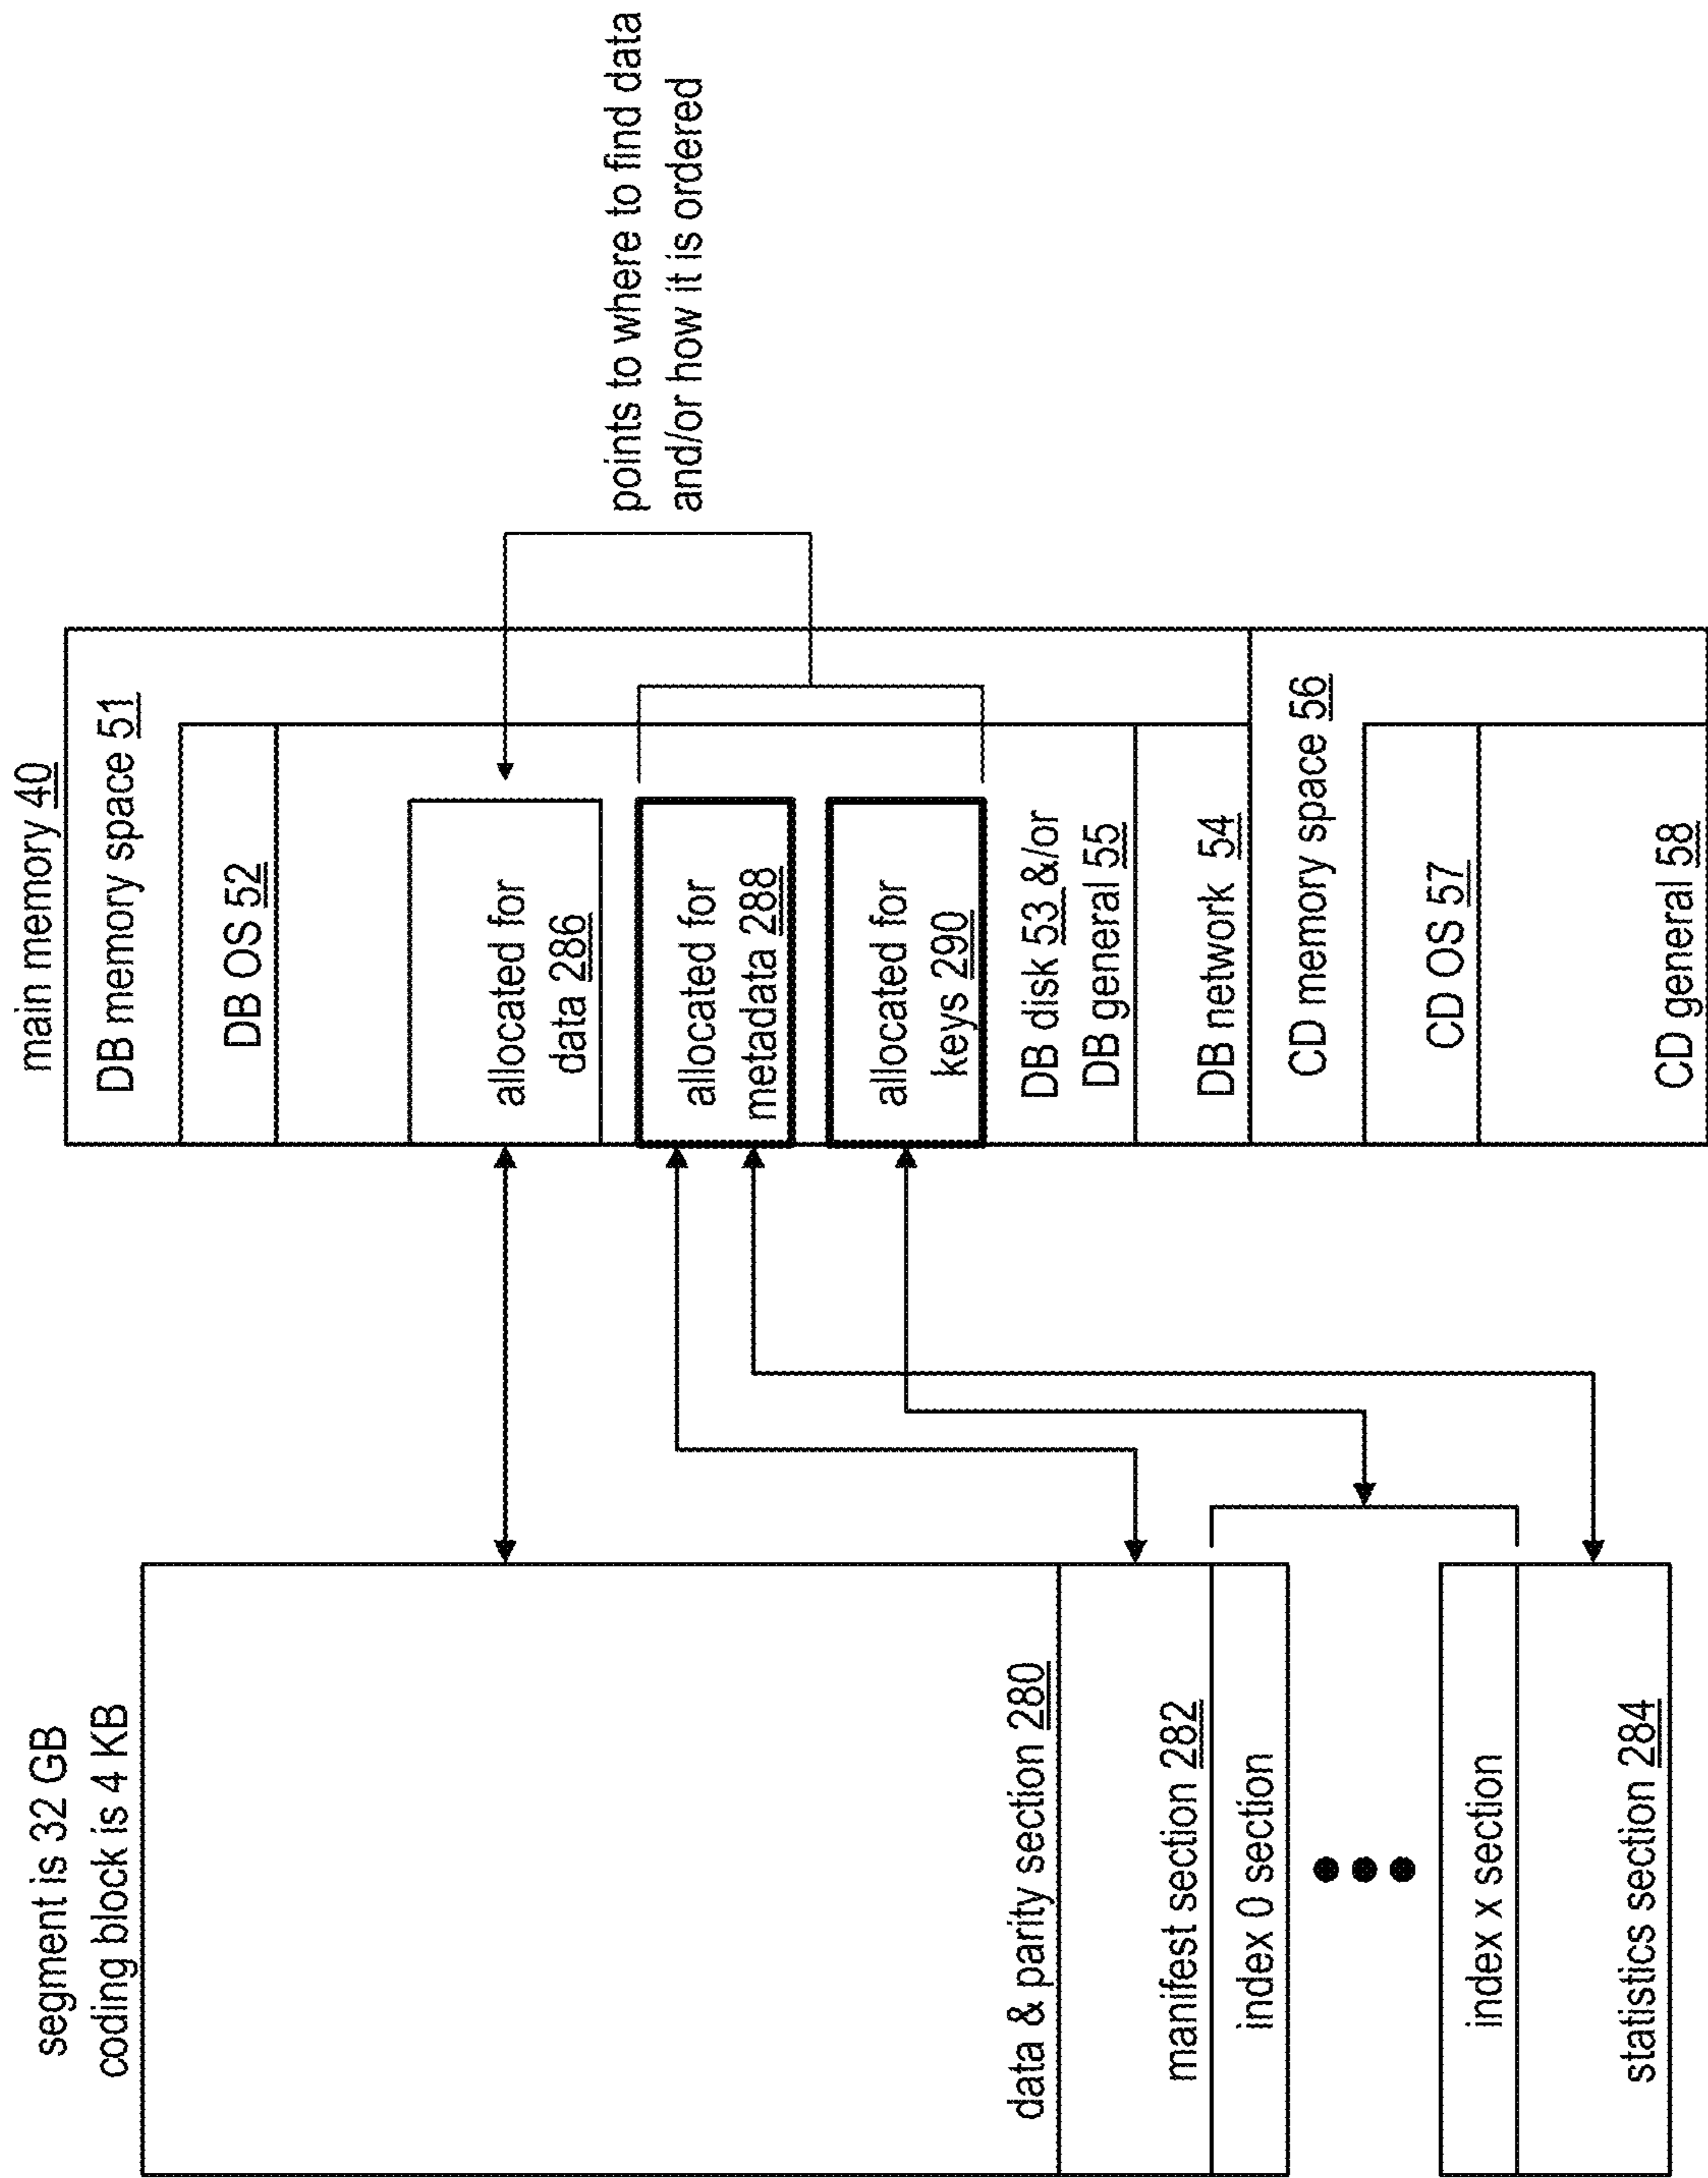 segment is 32 GB
coding block is 4 KB
data & parity section 280
manifest section 282
index 0 section
index x section
statistics section 284
main memory 40
DB memory space 51
DB OS 52
allocated for
data 286
allocated for
metadata 288
allocated for
keys 290
DB disk 53 &/or
DB general 55
DB network 54
CD memory space 56
CD OS 57
CD general 58
points to where to find data
and/or how it is ordered